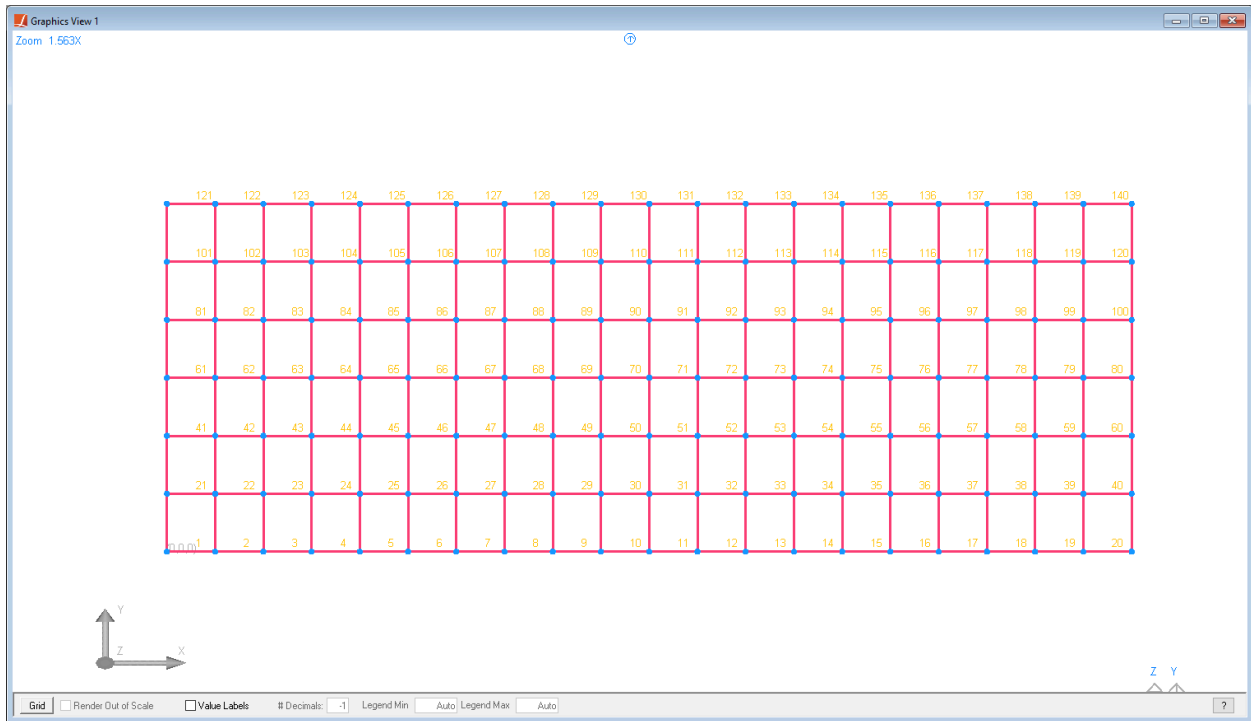 Graphics View 1
Zoom 1.563X
T
121 122 123 124 125 126 127 128 129 130 131 132 133 134 135 136 137 138 139 140
101 102 103 104 105 106 107 108 109 110 111 112 113 114 115 116 117 118 119 120
81 82 83 84 85 86 87 88 89 90 91 92 93 94 95 96 97 98 99 100
61 62 63 64 65 66 67 68 69 70 71 72 73 74 75 76 77 78 79 80
41 42 43 44 45 46 47 48 49 50 51 52 53 54 55 56 57 58 59 60
21 22 23 24 25 26 27 28 29 30 31 32 33 34 35 36 37 38 39 40
1 2 3 4 5 6 7 8 9 10 11 12 13 14 15 16 17 18 19 20
Y
Z X
Z Y
Grid Render Out of Scale Value Labels # Decimals: -1 Legend Min Auto Legend Max Auto ?